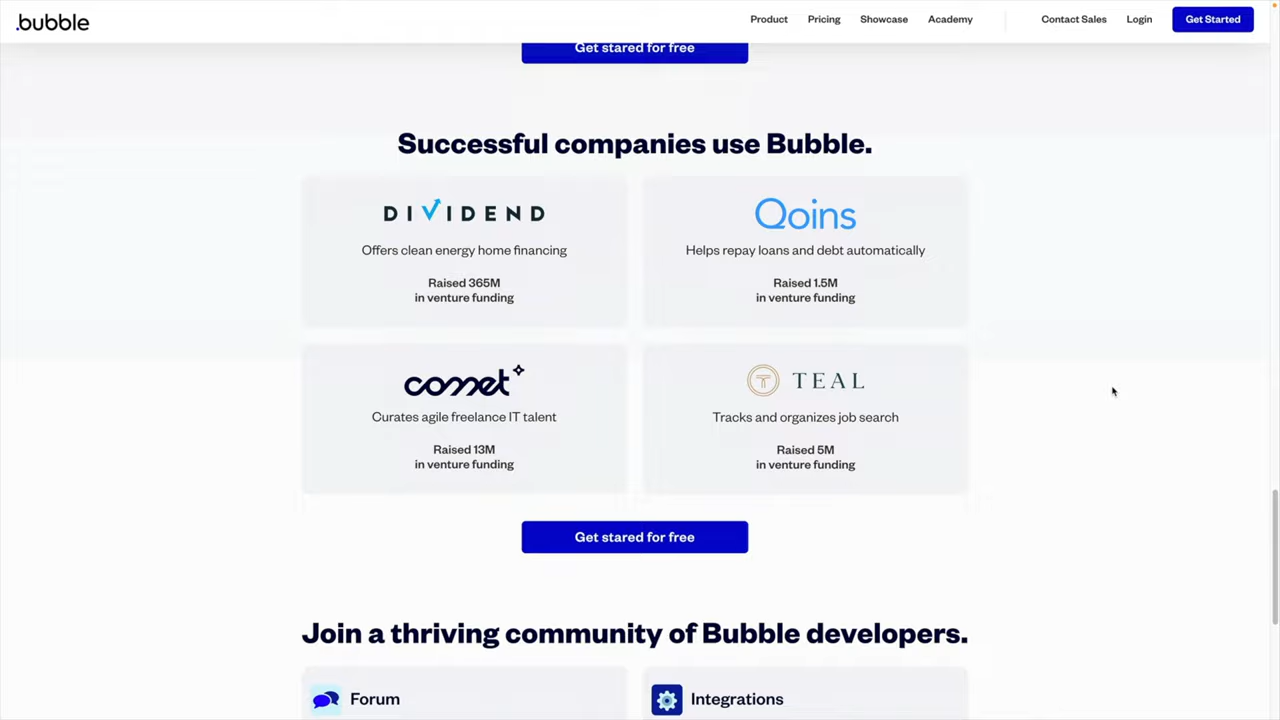 .bubble
Product Pricing Showcase Academy Contact Sales Login Get Started
Get stared for free
Successful companies use Bubble.
DIVIDEND
Offers clean energy home financing
Raised 365M
in venture funding
Qoins
Helps repay loans and debt automatically
Raised 1.5M
in venture funding
comet
Curates agile freelance IT talent
Raised 13M
in venture funding
T TEAL
Tracks and organizes job search
Raised 5M
in venture funding
Get stared for free
Join a thriving community of Bubble developers.
Forum
Integrations